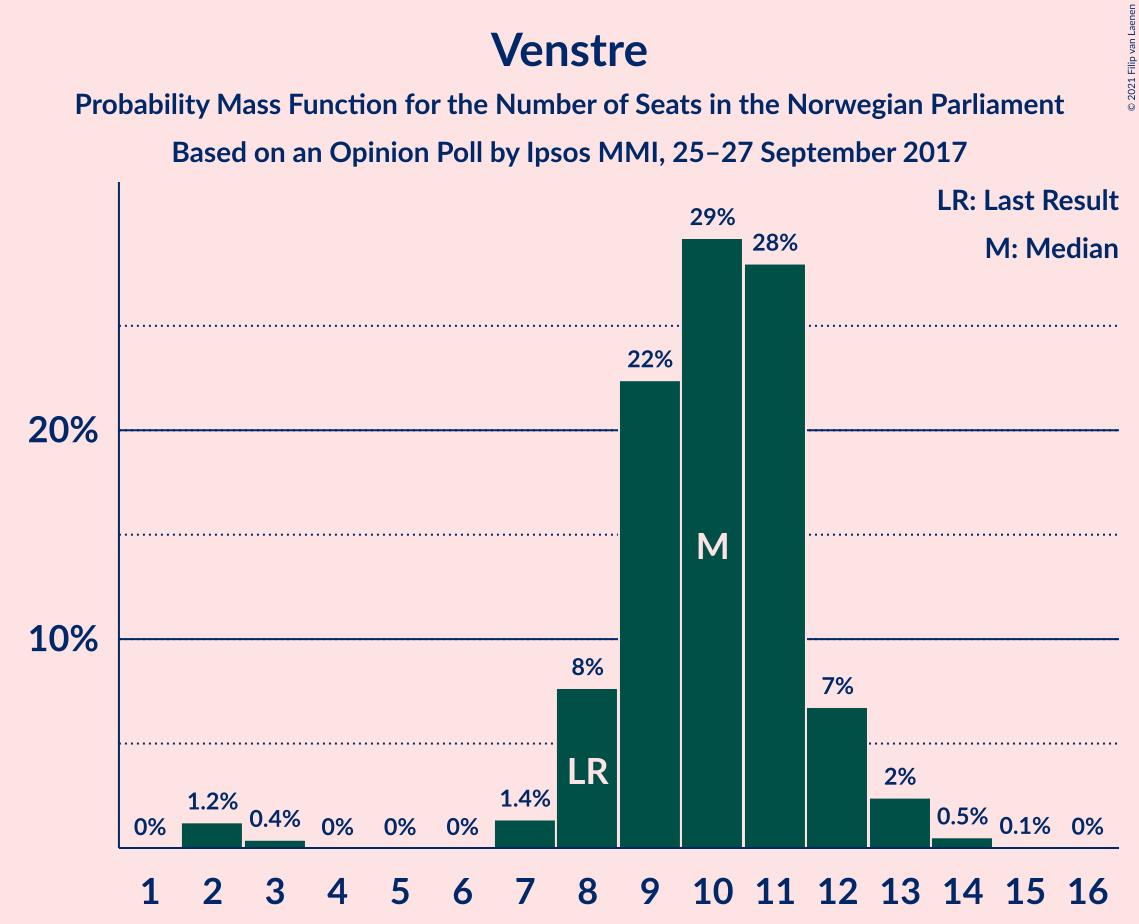 Venstre
Probability Mass Function for the Number of Seats in the Norwegian Parliament
Based on an Opinion Poll by Ipsos MMI, 25–27 September 2017
© 2021 Filip van Laenen
LR: Last Result
M: Median
20%
10%
0%
1.2%
0.4%
0%
0%
0%
1.4%
8%
22%
29%
28%
7%
2%
0.5%
0.1%
0%
LR
M
1 2 3 4 5 6 7 8 9 10 11 12 13 14 15 16